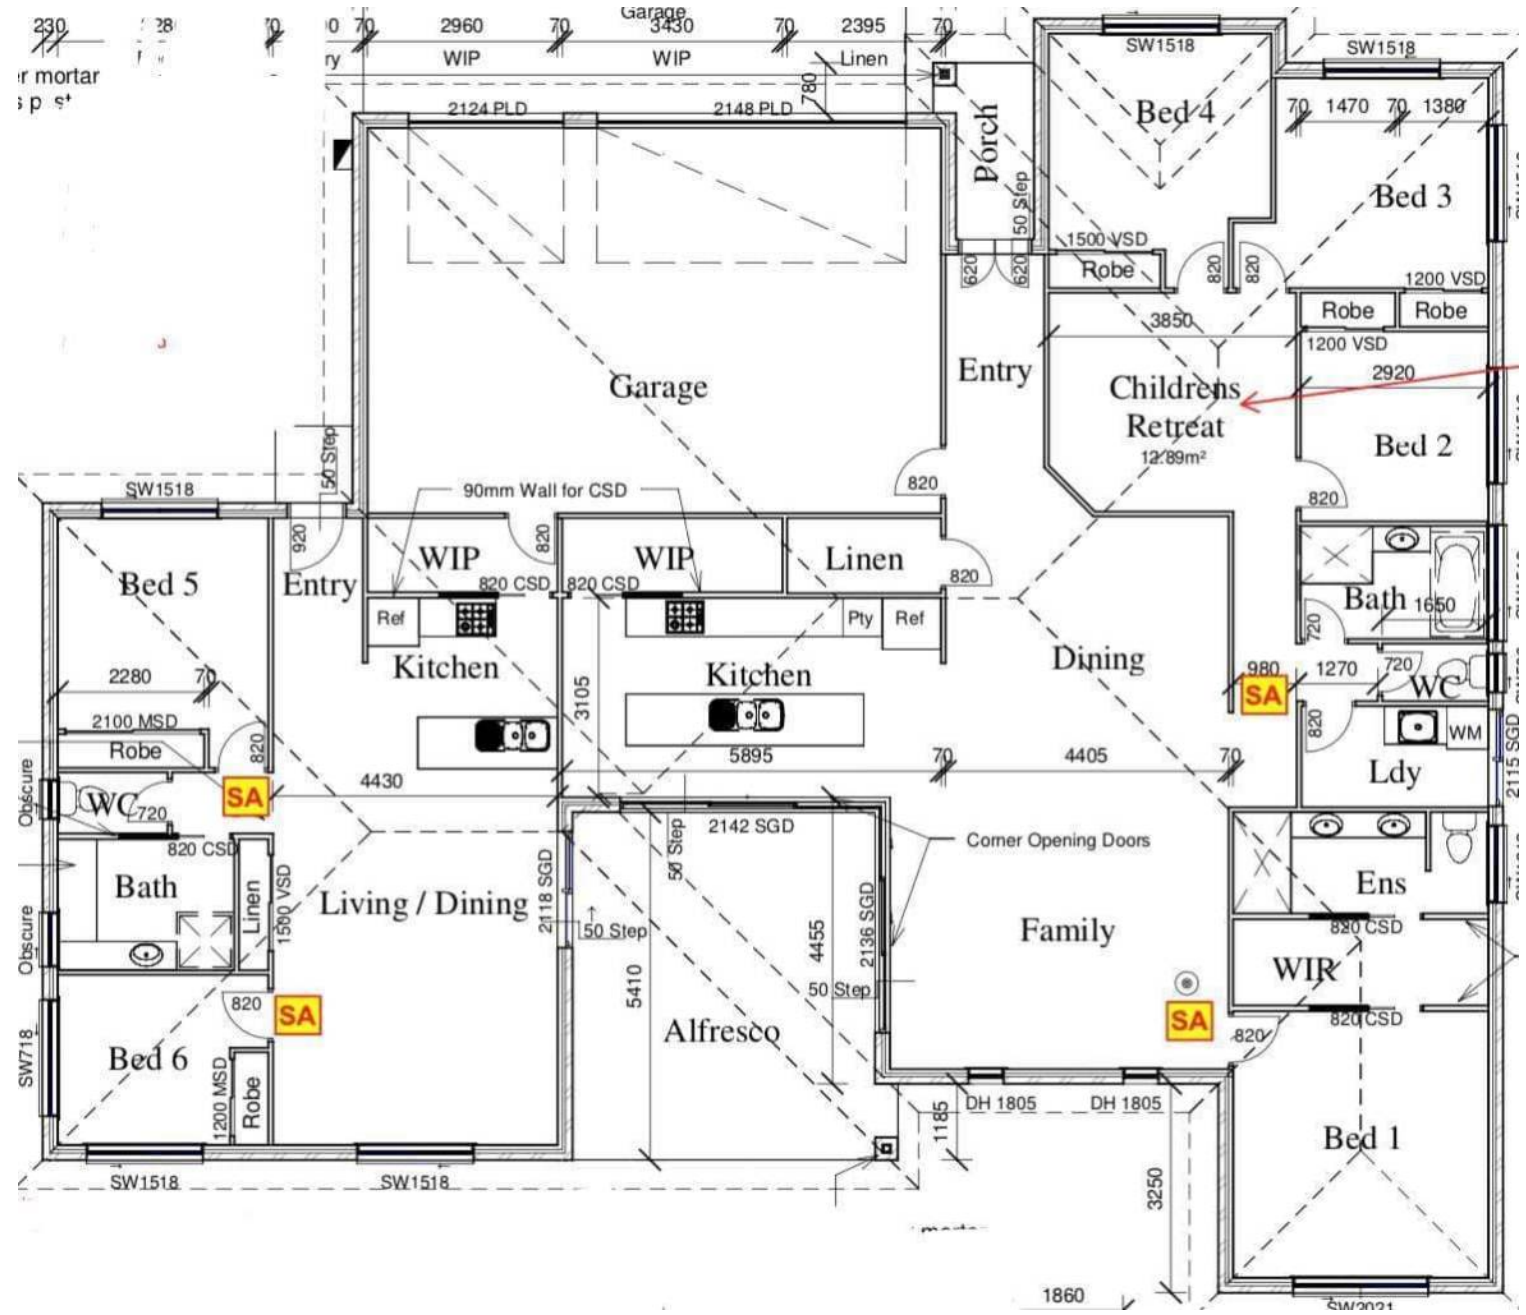 Garage
230
70
70
2960
70
3430
70
2395
70
WIP
WIP
Linen
780
SW1518
SW1518
2124 PLD
2148 PLD
Porch
50 Step
Bed 4
70 1470 70 1380
Bed 3
1500 VSD
Robe
620
620
820
820
1200 VSD
Robe
Robe
3850
1200 VSD
2920
Garage
Entry
Childrens
Retreat
12.89m²
Bed 2
50 Step
820
820
SW1518
90mm Wall for CSD
920
820
WIP
WIP
Linen
820
Bed 5
Entry
820 CSD
820 CSD
Bath
1650
Ref
Pty
Ref
720
Kitchen
Kitchen
Dining
2280
70
3105
980
1270
720
WC
SA
2100 MSD
Robe
820
820
WM
2115 SGD
4430
5895
70
4405
70
Ldy
Obscure
WC
720
SA
820 CSD
2142 SGD
50 Step
Corner Opening Doors
Bath
Linen
1500 VSD
Living / Dining
2118 SGD
50 Step
4455
2136 SGD
Ens
Obscure
Family
820 CSD
WIR
5410
50 Step
820
SA
SA
820 CSD
820
SW718
Bed 6
1200 MSD
Robe
Alfresco
1185
DH 1805
DH 1805
Bed 1
3250
SW1518
SW1518
1860
SW2021